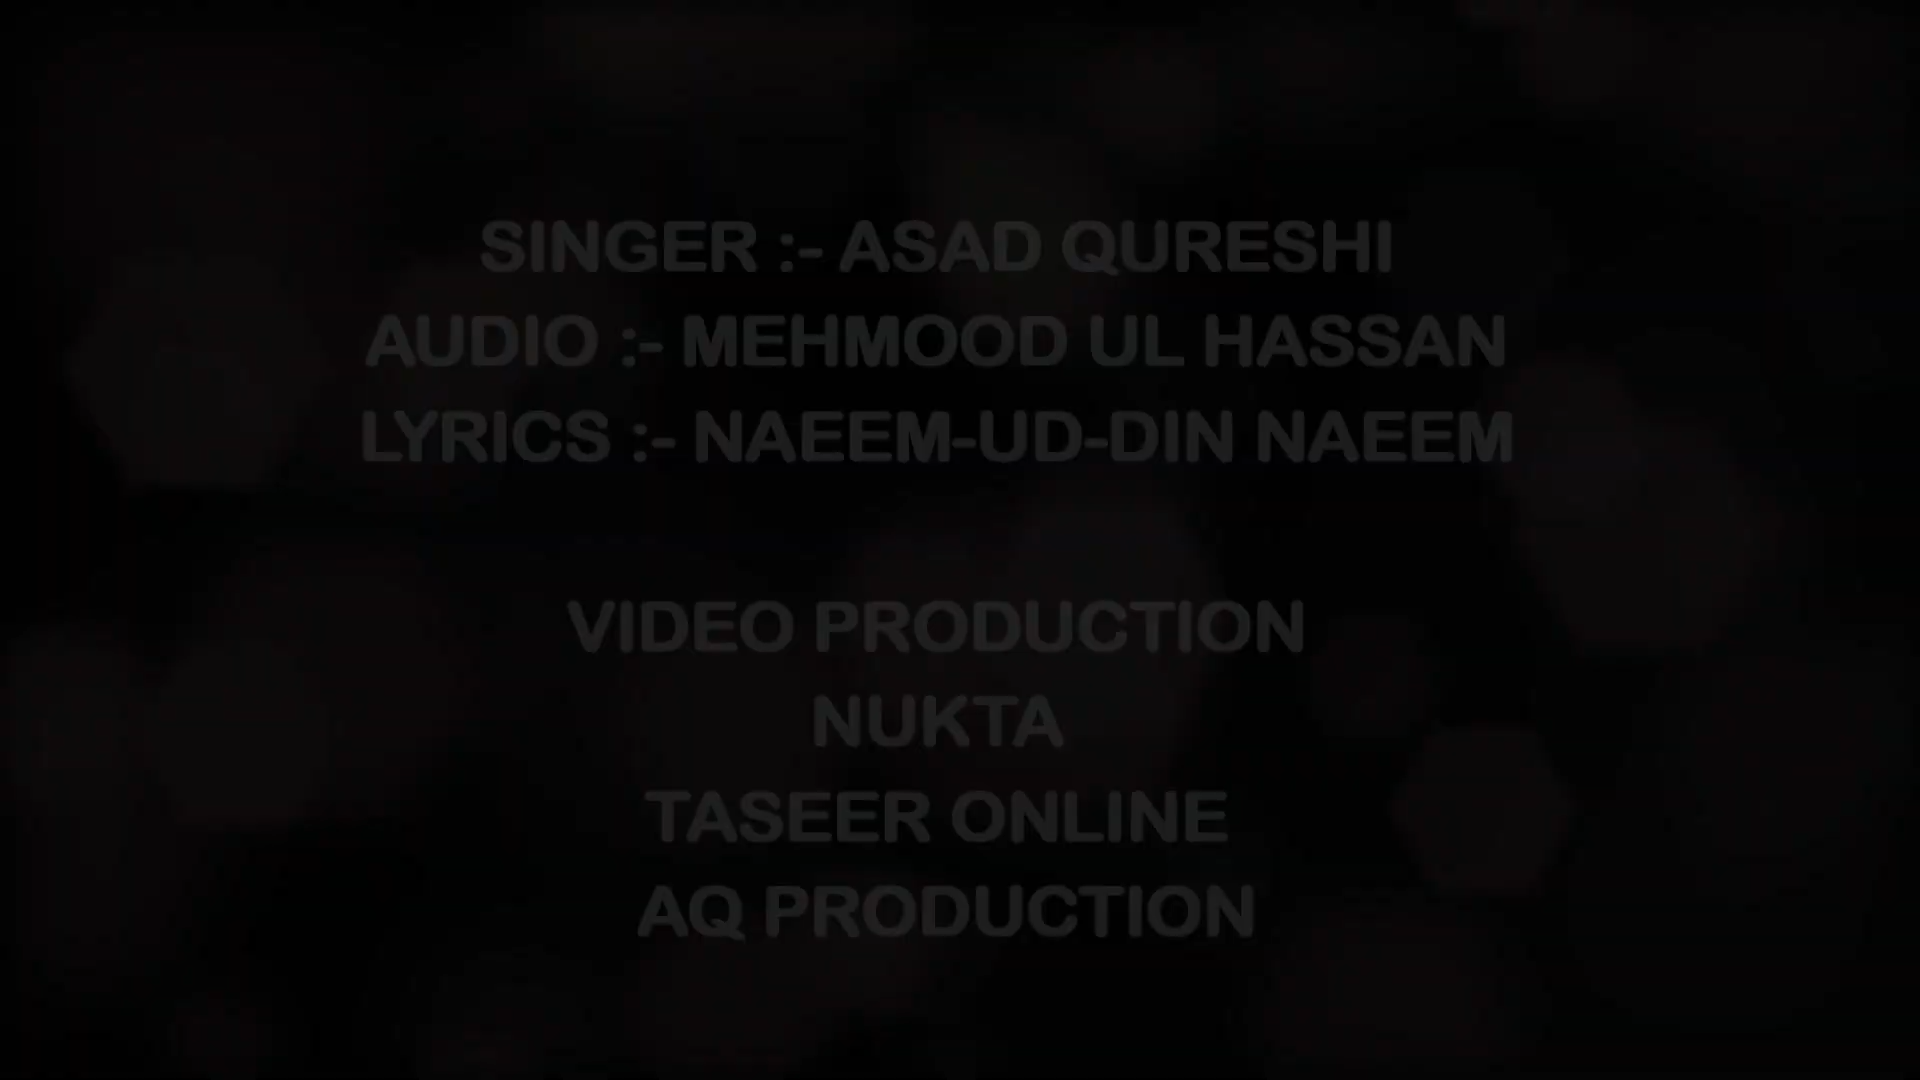 SINGER :- ASAD QURESHI
AUDIO :- MEHMOOD UL HASSAN
LYRICS :- NAEEM-UD-DIN NAEEM
VIDEO PRODUCTION
NUKTA
TASEER ONLINE
AQ PRODUCTION